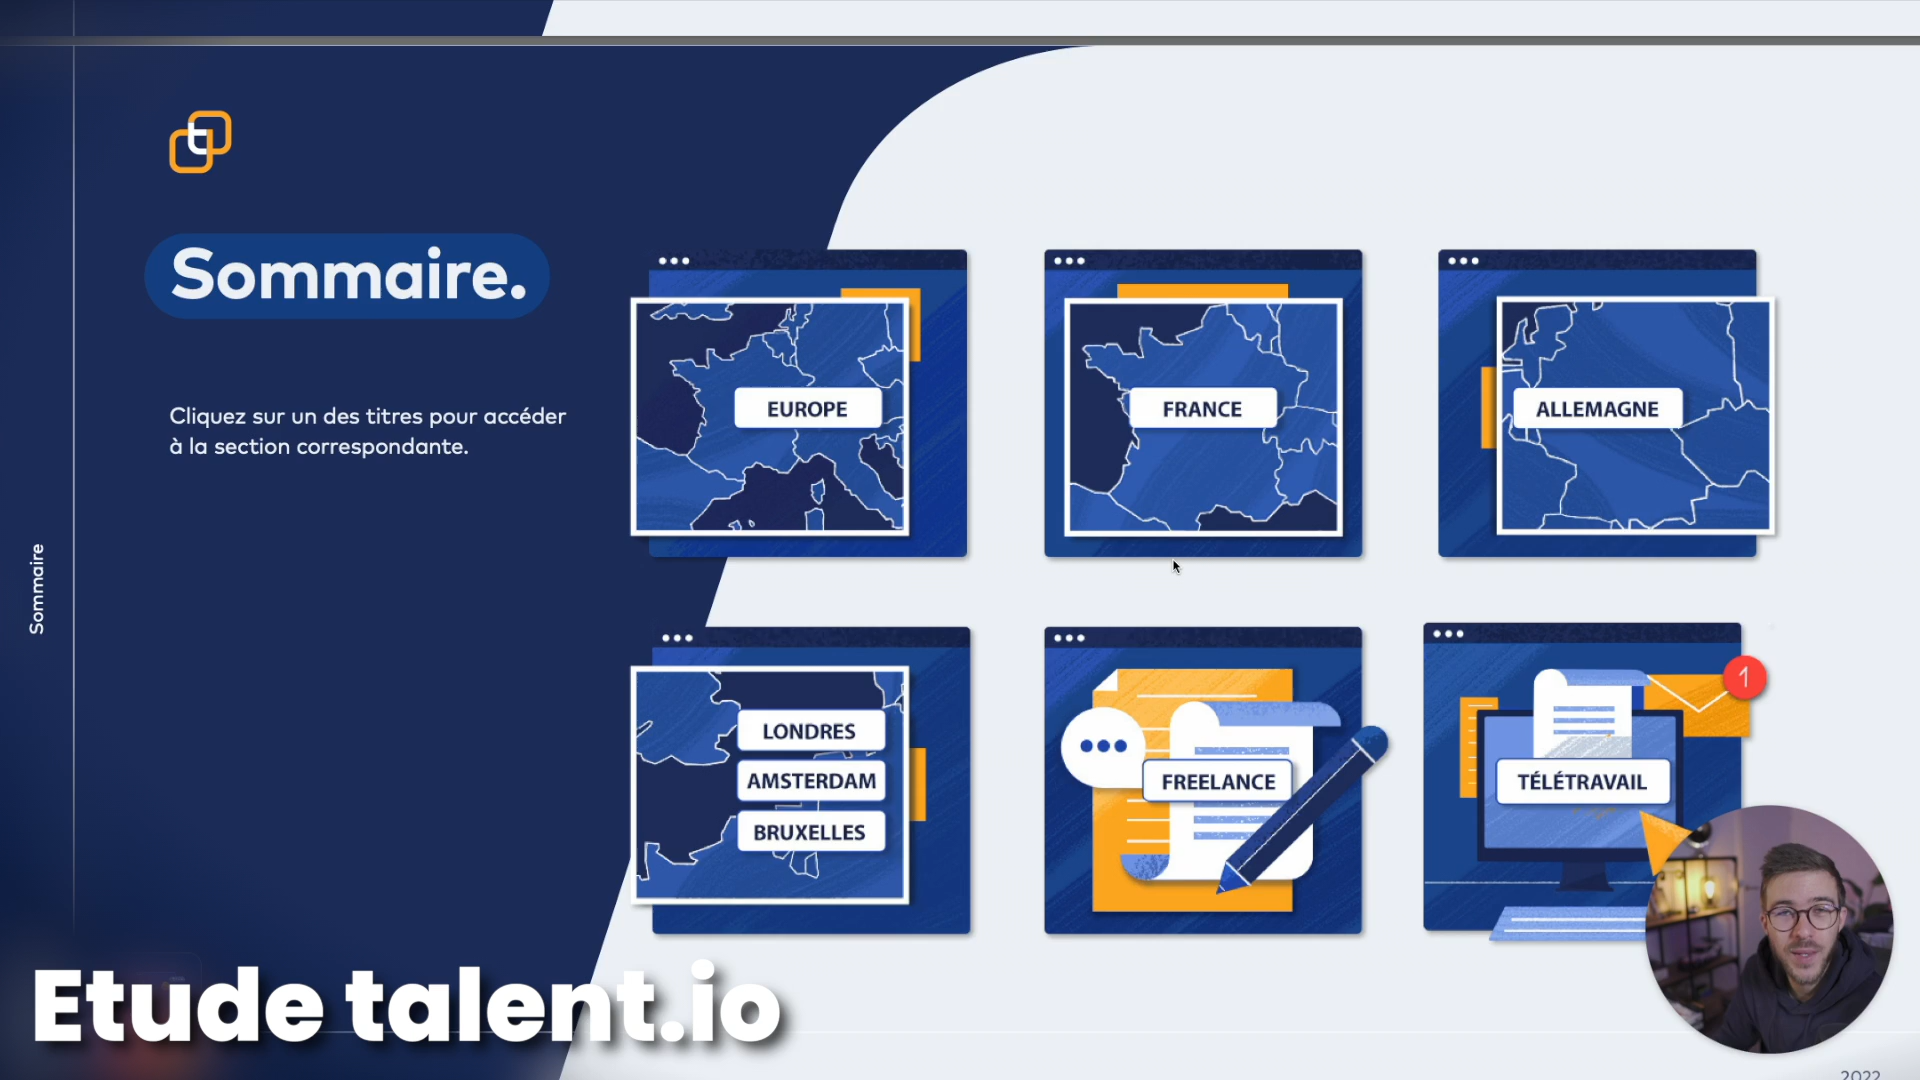 Sommaire.
Cliquez sur un des titres pour accéder
à la section correspondante.
Sommaire
EUROPE
FRANCE
ALLEMAGNE
LONDRES
AMSTERDAM
BRUXELLES
FREELANCE
TÉLÉTRAVAIL
1
Etude talent.io
2022